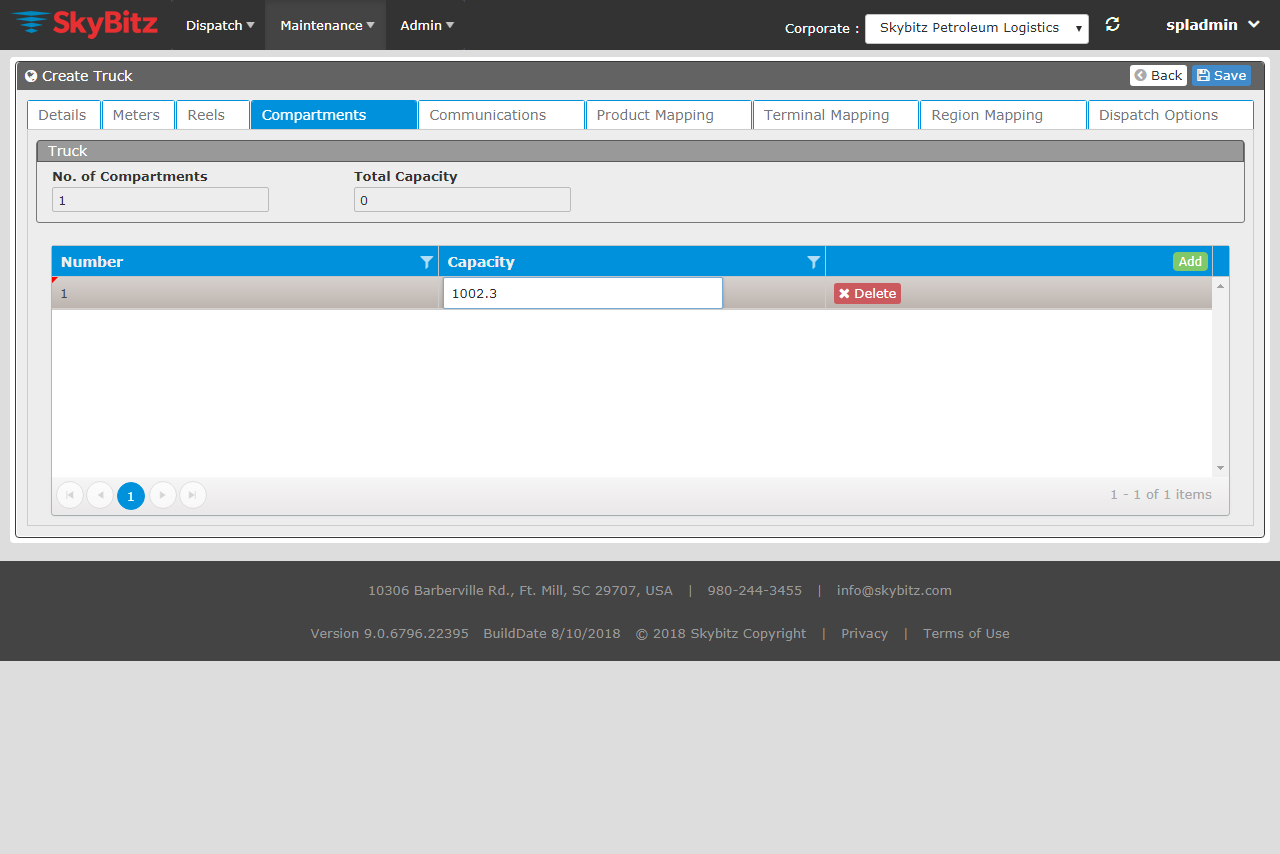 SkyBitz Dispatch Maintenance Admin Corporate : Skybitz Petroleum Logistics spladmin
Create Truck Back Save
Details Meters Reels Compartments Communications Product Mapping Terminal Mapping Region Mapping Dispatch Options
Truck
No. of Compartments Total Capacity
1 0
Number Capacity Add
1 1002.3 Delete
1 1 - 1 of 1 items
10306 Barberville Rd., Ft. Mill, SC 29707, USA | 980-244-3455 | info@skybitz.com
Version 9.0.6796.22395 BuildDate 8/10/2018 © 2018 Skybitz Copyright | Privacy | Terms of Use